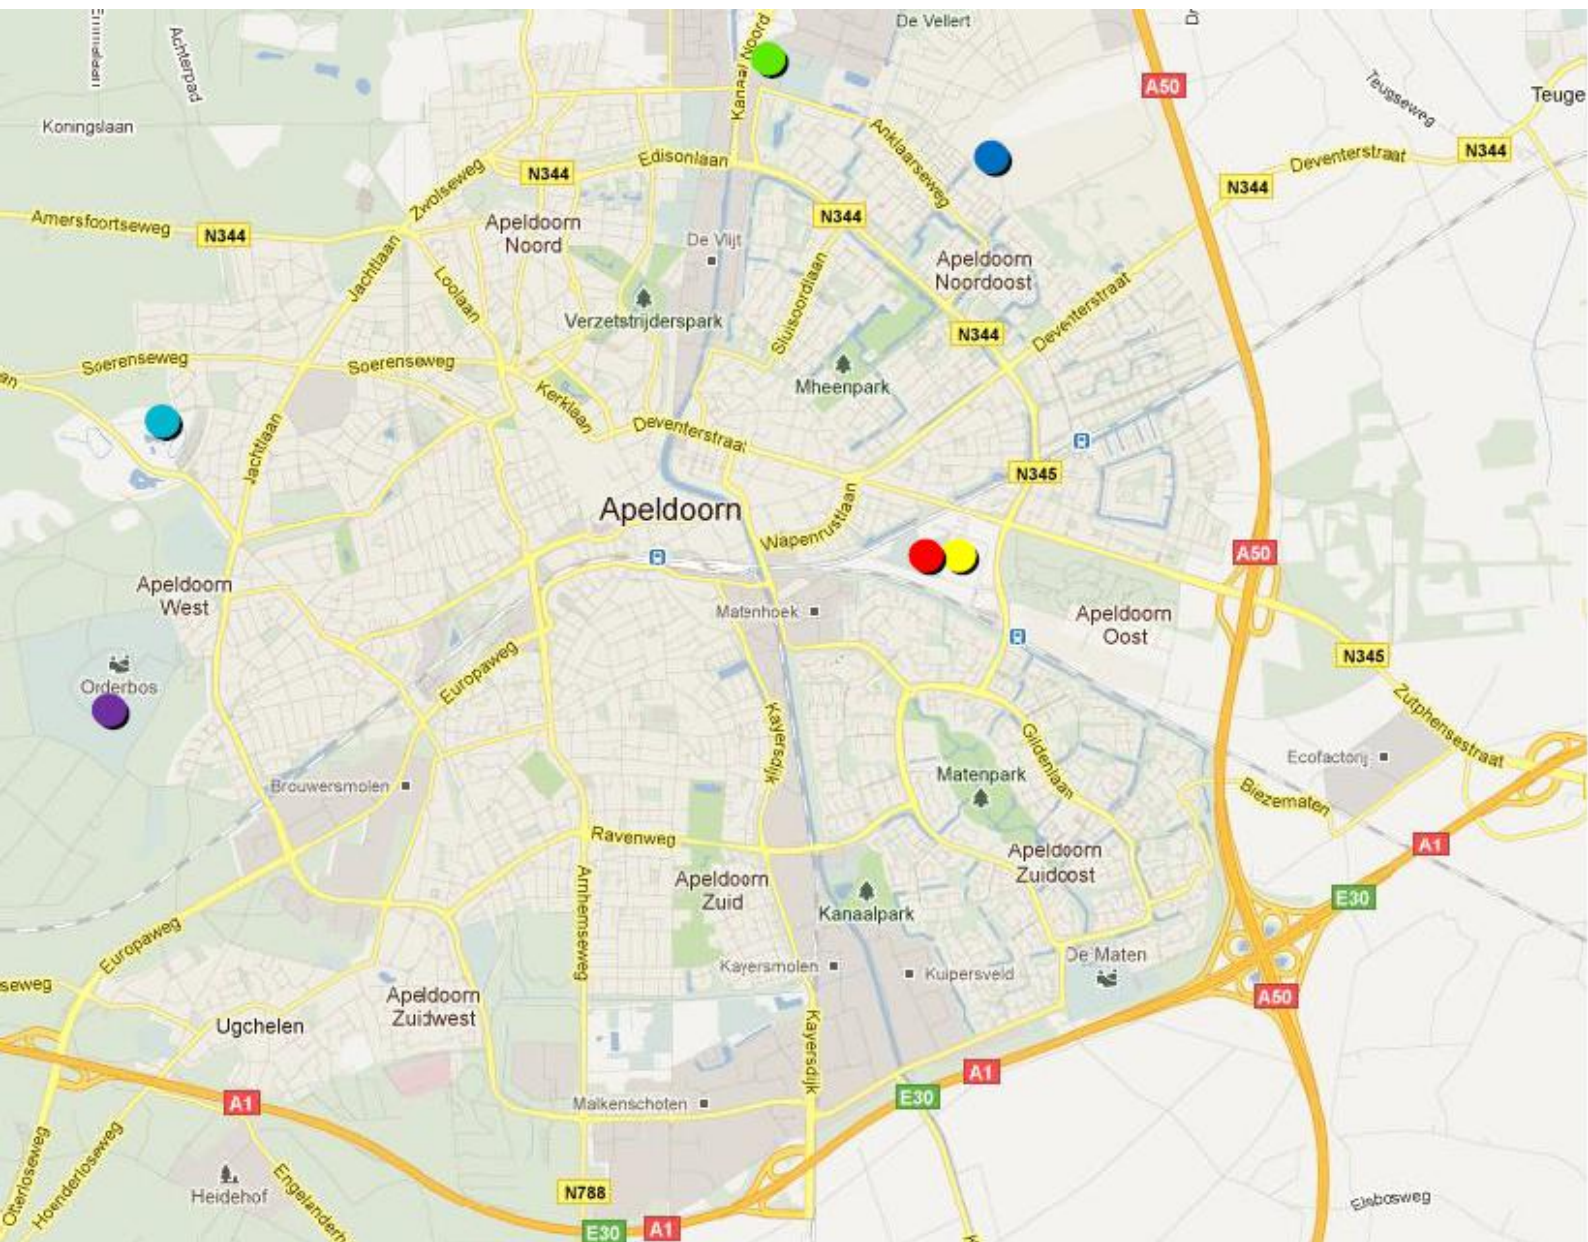 De Vellert
Kanaal Noord
Achterpad
A50
Teugseweg
Teuge
Koningslaan
Anklaarseweg
Edisonlaan
N344
Deventerstraat
N344
Zwolseweg
N344
N344
Amersfoortseweg
N344
Apeldoorn
Noord
De Vlijt
Apeldoorn
Noordoost
Jachtlaan
Loolaan
Sluisoordlaan
Deventerstraat
Verzetstrijderspark
N344
Soerenseweg
Soerenseweg
Mheenpark
Kerklaan
Deventerstraat
Jachtlaan
N345
Apeldoorn
Wapenrustlaan
A50
Apeldoorn
West
Matenhoek
Apeldoorn
Oost
N345
Orderbos
Europaweg
Zutphensestraat
Kayersdijk
Gildenlaan
Ecofactorij
Matenpark
Brouwersmolen
Biezematen
Ravenweg
A1
Apeldoorn
Zuidoost
Apeldoorn
Zuid
E30
Arnhemseweg
Kanaalpark
Europaweg
De Maten
Kayersmolen
Kuipersveld
seweg
A50
Apeldoorn
Zuidwest
Ugchelen
Kayersdijk
A1
E30
A1
Malkenschoten
Otterloseweg
Hoenderloseweg
Heidehof
Engelanderh
N788
Elsbosweg
E30
A1